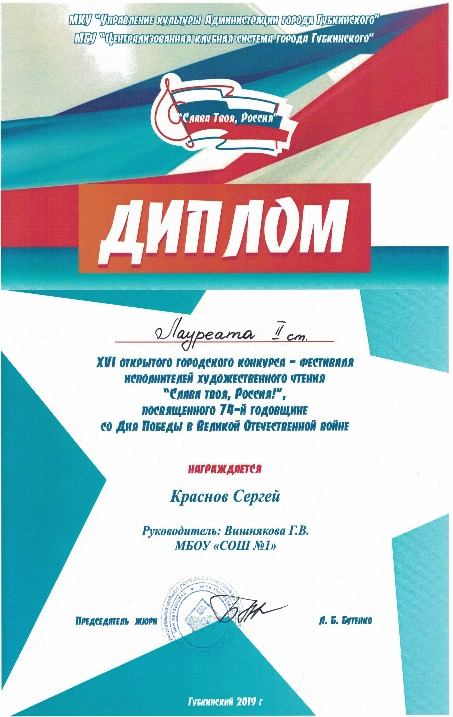 МКУ "Управление культуры Администрации города Губкинского"
МБУ "Централизованная клубная система города Губкинского"
"Слава Твоя, Россия"
ДИПЛОМ
Лауреата II ст.
XVI открытого городского конкурса - фестиваля
исполнителей художественного чтения
"Слава твоя, Россия!",
посвященного 74-й годовщине
со Дня Победы в Великой Отечественной войне
НАГРАЖДАЕТСЯ
Краснов Сергей
Руководитель: Вишнякова Г.В.
МБОУ «СОШ №1»
Председатель жюри
Л. Б. Бутенко
Губкинский 2019 г